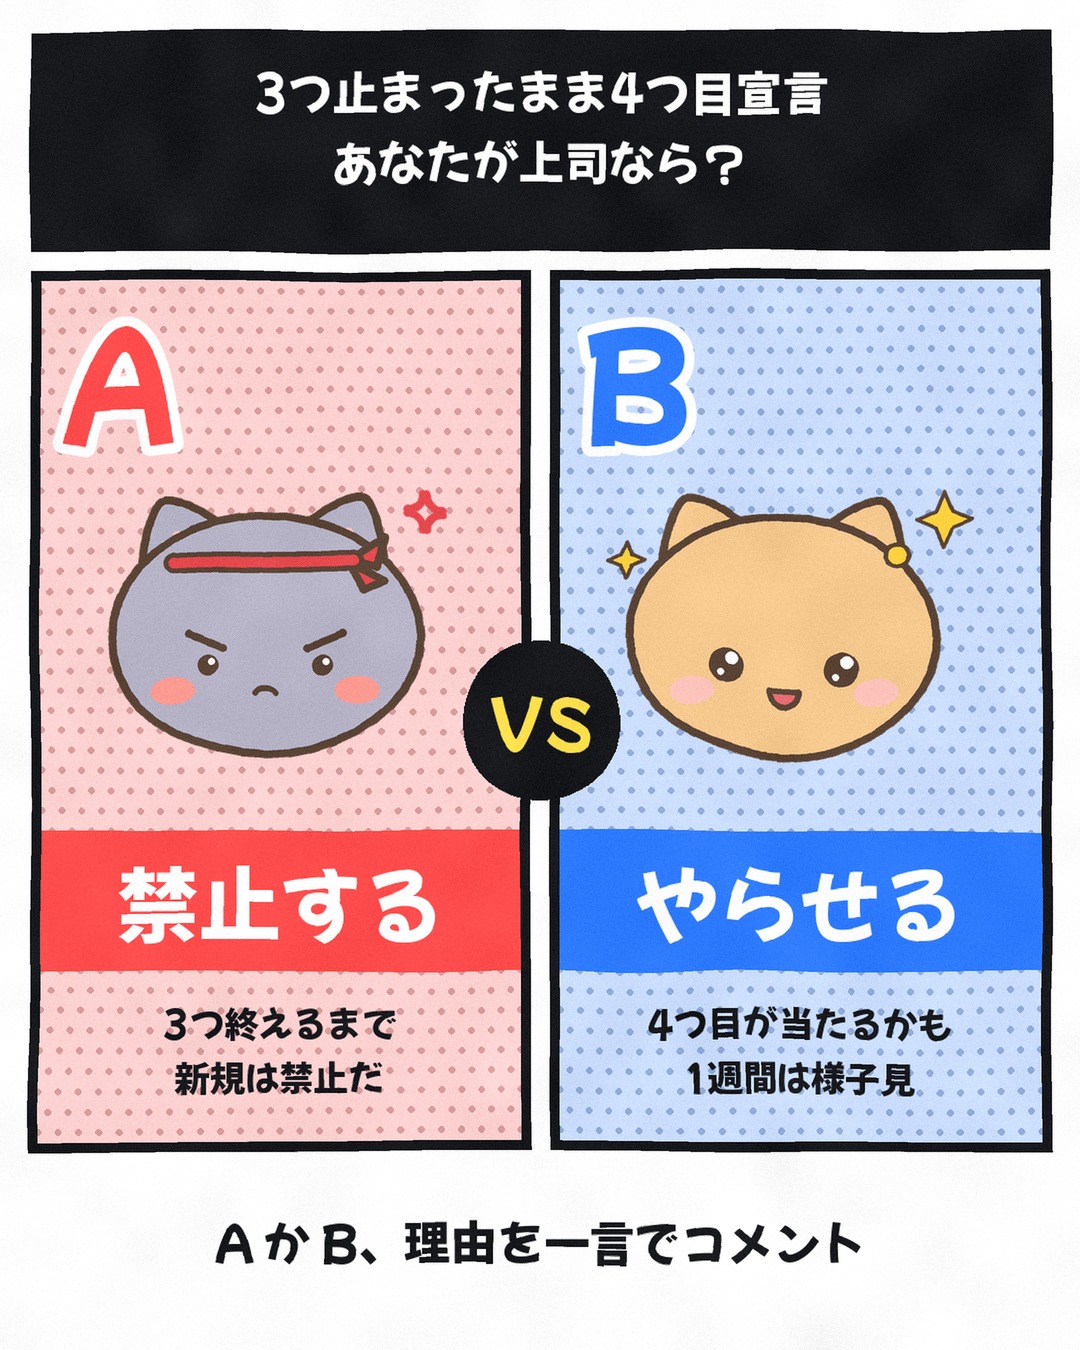 3つ止まったまま4つ目宣言
あなたが上司なら？
A
B
VS
禁止する
やらせる
3つ終えるまで
新規は禁止だ
4つ目が当たるかも
1週間は様子見
AかB、理由を一言でコメント